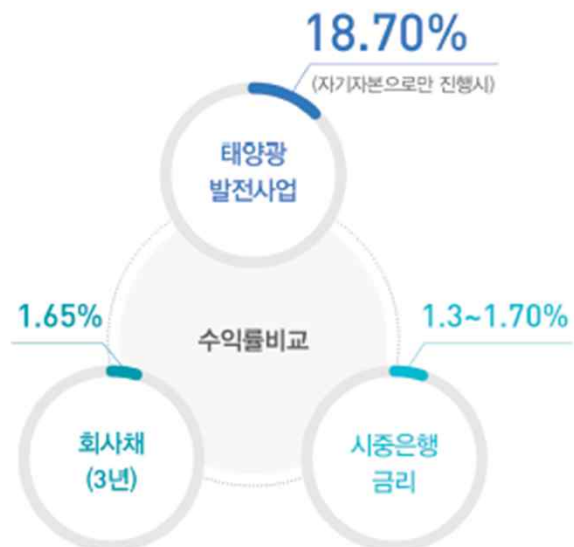 18.70%
(자기자본으로만 진행시)
태양광
발전사업
1.65%
1.3~1.70%
수익률비교
회사채
(3년)
시중은행
금리